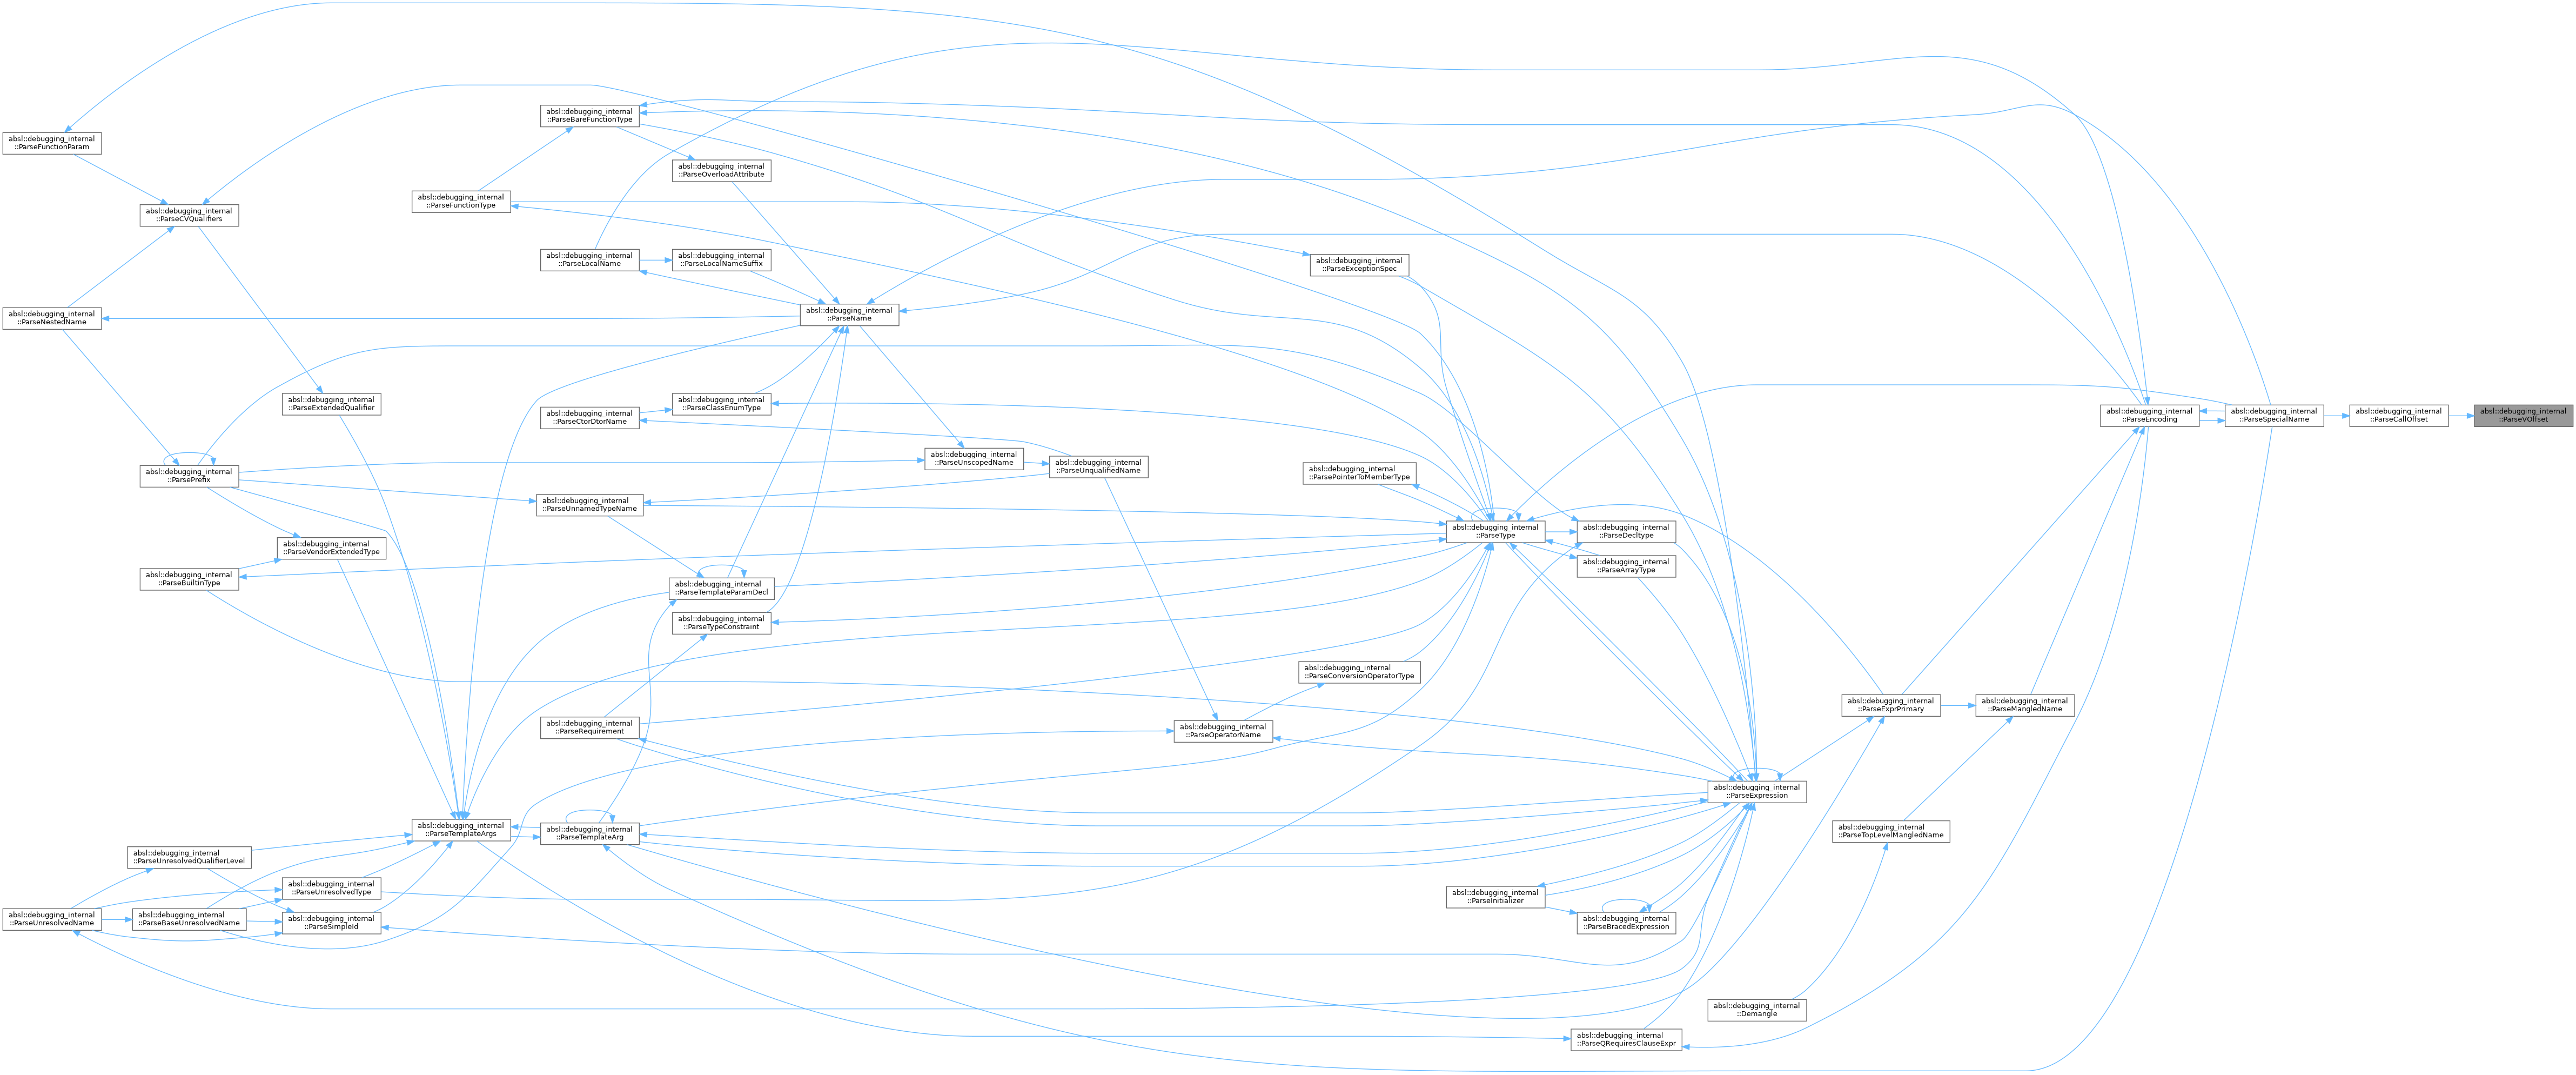 absl::debugging_internal
::ParseFunctionParam
absl::debugging_internal
::ParseCVQualifiers
absl::debugging_internal
::ParseNestedName
absl::debugging_internal
::ParseExtendedQualifier
absl::debugging_internal
::ParsePrefix
absl::debugging_internal
::ParseVendorExtendedType
absl::debugging_internal
::ParseBuiltinType
absl::debugging_internal
::ParseUnresolvedQualifierLevel
absl::debugging_internal
::ParseUnresolvedType
absl::debugging_internal
::ParseUnresolvedName
absl::debugging_internal
::ParseBaseUnresolvedName
absl::debugging_internal
::ParseSimpleId
absl::debugging_internal
::ParseTemplateArgs
absl::debugging_internal
::ParseBareFunctionType
absl::debugging_internal
::ParseOverloadAttribute
absl::debugging_internal
::ParseFunctionType
absl::debugging_internal
::ParseLocalName
absl::debugging_internal
::ParseLocalNameSuffix
absl::debugging_internal
::ParseName
absl::debugging_internal
::ParseClassEnumType
absl::debugging_internal
::ParseCtorDtorName
absl::debugging_internal
::ParseUnscopedName
absl::debugging_internal
::ParseUnqualifiedName
absl::debugging_internal
::ParseUnnamedTypeName
absl::debugging_internal
::ParseTemplateParamDecl
absl::debugging_internal
::ParseTypeConstraint
absl::debugging_internal
::ParseRequirement
absl::debugging_internal
::ParseTemplateArg
absl::debugging_internal
::ParseOperatorName
absl::debugging_internal
::ParseExceptionSpec
absl::debugging_internal
::ParsePointerToMemberType
absl::debugging_internal
::ParseType
absl::debugging_internal
::ParseDecltype
absl::debugging_internal
::ParseArrayType
absl::debugging_internal
::ParseConversionOperatorType
absl::debugging_internal
::ParseExpression
absl::debugging_internal
::ParseInitializer
absl::debugging_internal
::ParseBracedExpression
absl::debugging_internal
::ParseQRequiresClauseExpr
absl::debugging_internal
::Demangle
absl::debugging_internal
::ParseTopLevelMangledName
absl::debugging_internal
::ParseExprPrimary
absl::debugging_internal
::ParseMangledName
absl::debugging_internal
::ParseEncoding
absl::debugging_internal
::ParseSpecialName
absl::debugging_internal
::ParseCallOffset
absl::debugging_internal
::ParseVOffset